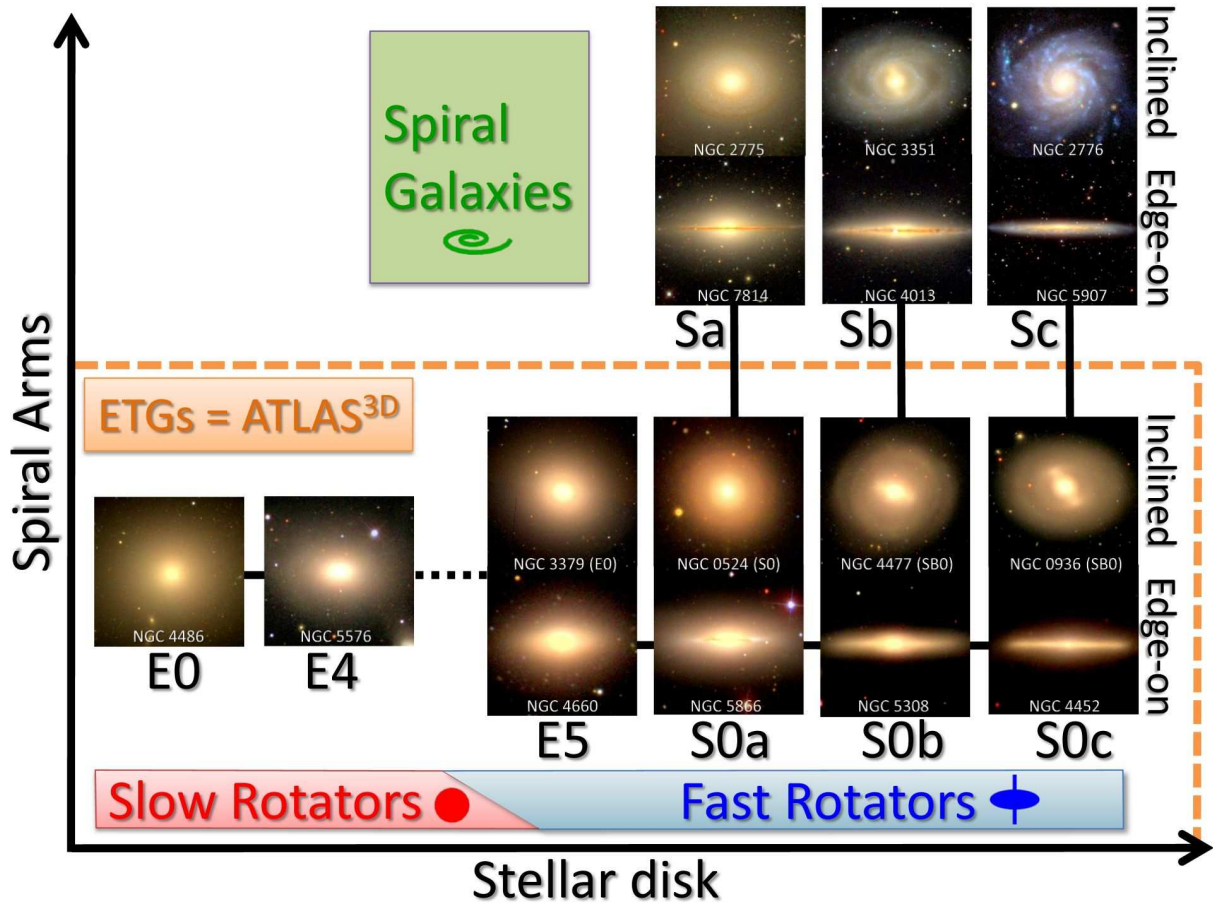 Spiral
Galaxies
NGC 2775
NGC 3351
NGC 2776
Inclined
NGC 7814
NGC 4013
NGC 5907
Edge-on
Sa
Sb
Sc
Spiral Arms
ETGs = ATLAS³ᴰ
NGC 4486
NGC 5576
E0
E4
NGC 3379 (E0)
NGC 0524 (S0)
NGC 4477 (SB0)
NGC 0936 (SB0)
Inclined
NGC 4660
NGC 5866
NGC 5308
NGC 4452
Edge-on
E5
S0a
S0b
S0c
Slow Rotators
Fast Rotators
Stellar disk